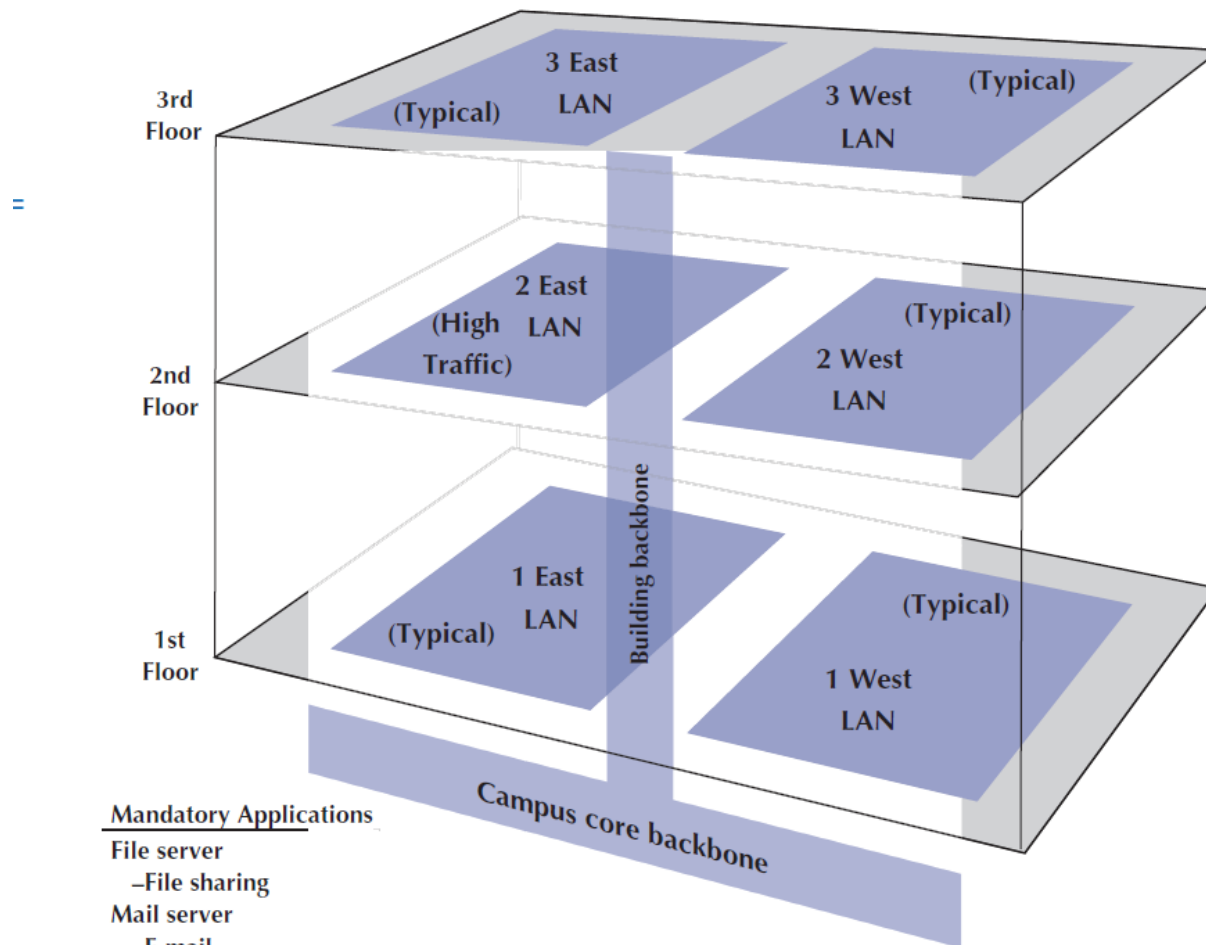 3rd
Floor
3 East
LAN
(Typical)
3 West
LAN
(Typical)
2nd
Floor
2 East
LAN
(High
Traffic)
2 West
LAN
(Typical)
1st
Floor
1 East
LAN
(Typical)
1 West
LAN
(Typical)
Building backbone
Campus core backbone
Mandatory Applications
File server
–File sharing
Mail server